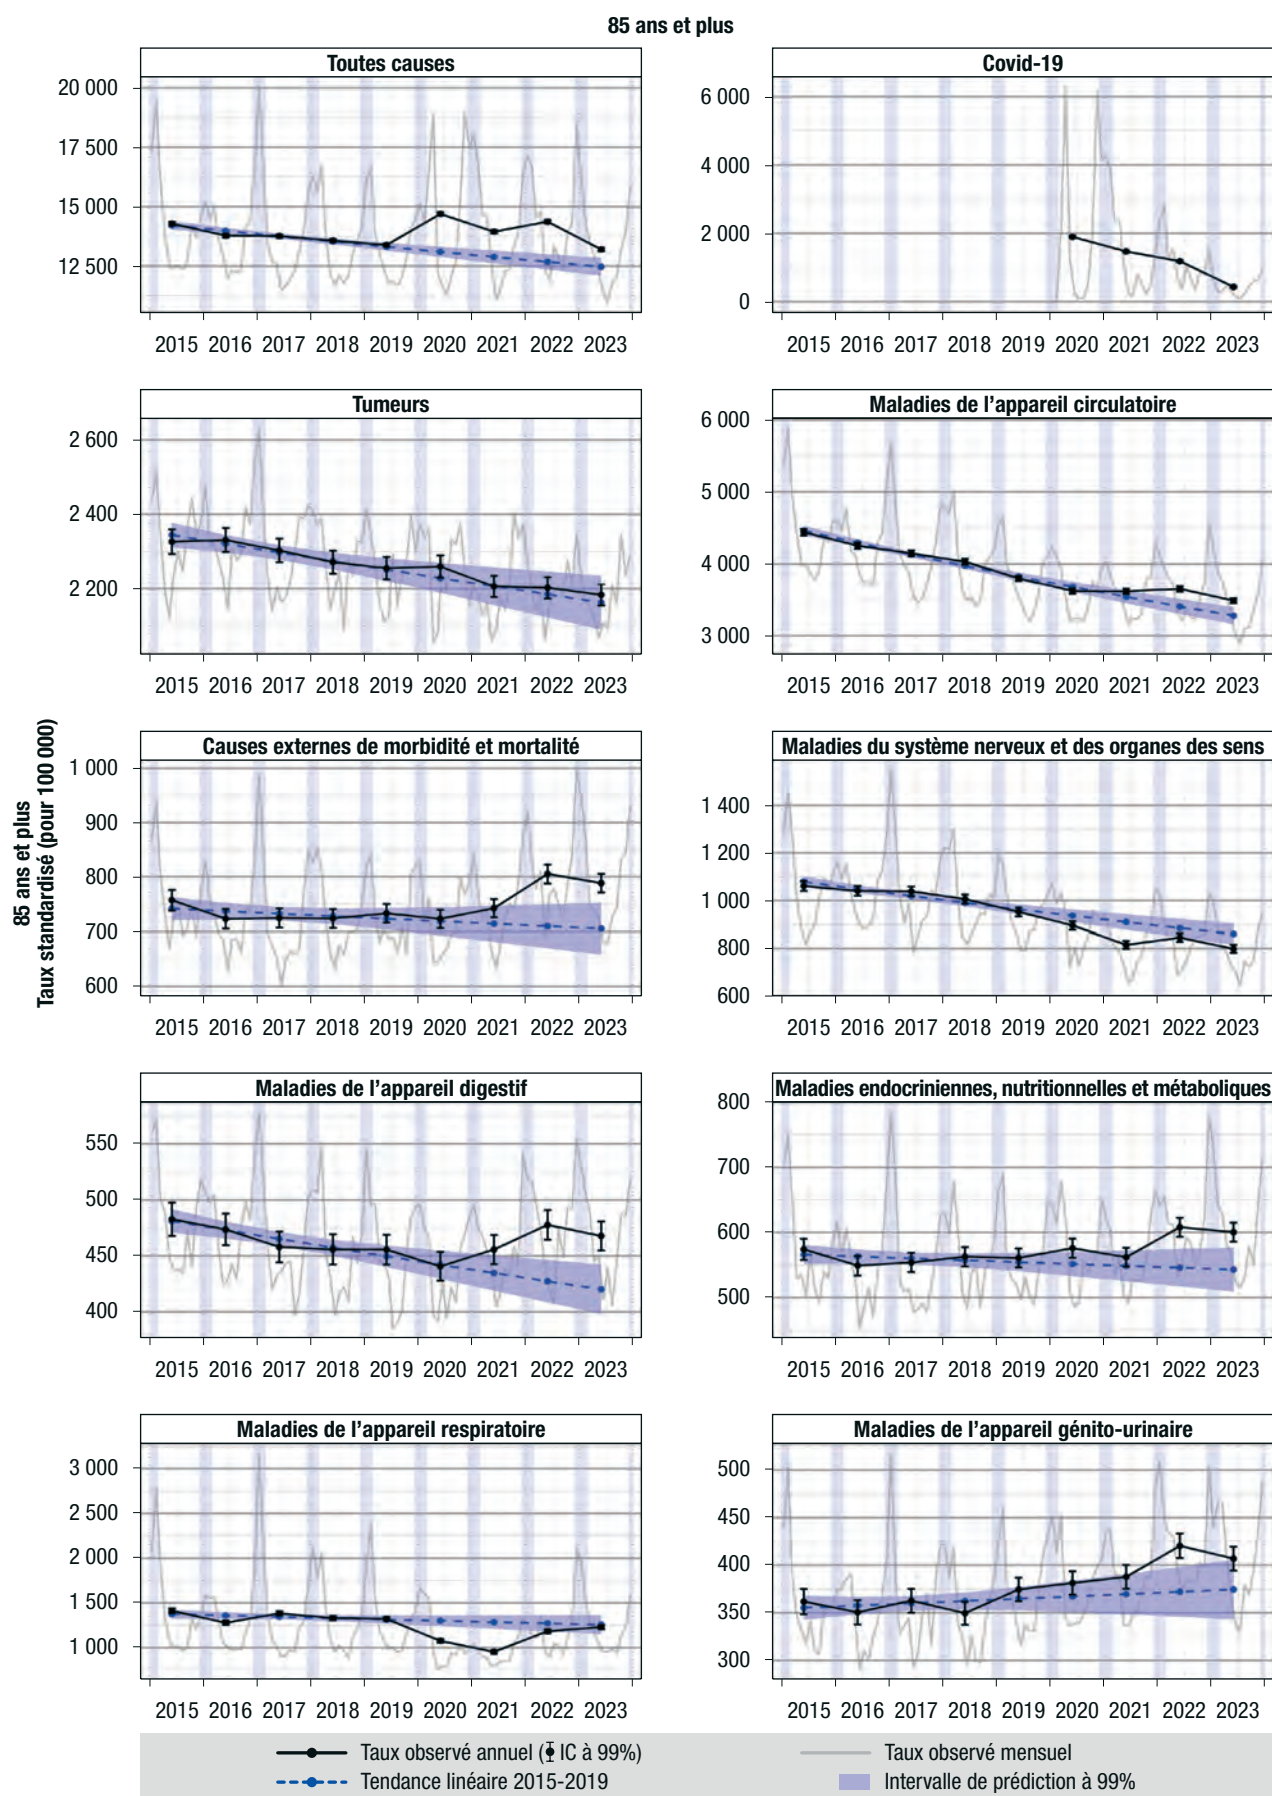 85 ans et plus
Toutes causes
Covid-19
20 000
17 500
15 000
12 500
6 000
4 000
2 000
0
2015 2016 2017 2018 2019 2020 2021 2022 2023
2015 2016 2017 2018 2019 2020 2021 2022 2023
Tumeurs
Maladies de l'appareil circulatoire
2 600
2 400
2 200
6 000
5 000
4 000
3 000
2015 2016 2017 2018 2019 2020 2021 2022 2023
2015 2016 2017 2018 2019 2020 2021 2022 2023
85 ans et plus
Taux standardisé (pour 100 000)
Causes externes de morbidité et mortalité
Maladies du système nerveux et des organes des sens
1 000
900
800
700
600
1 400
1 200
1 000
800
600
2015 2016 2017 2018 2019 2020 2021 2022 2023
2015 2016 2017 2018 2019 2020 2021 2022 2023
Maladies de l'appareil digestif
Maladies endocriniennes, nutritionnelles et métaboliques
550
500
450
400
800
700
600
500
2015 2016 2017 2018 2019 2020 2021 2022 2023
2015 2016 2017 2018 2019 2020 2021 2022 2023
Maladies de l'appareil respiratoire
Maladies de l'appareil génito-urinaire
3 000
2 500
2 000
1 500
1 000
500
450
400
350
300
2015 2016 2017 2018 2019 2020 2021 2022 2023
2015 2016 2017 2018 2019 2020 2021 2022 2023
Taux observé annuel (IC à 99%)
Taux observé mensuel
Tendance linéaire 2015-2019
Intervalle de prédiction à 99%